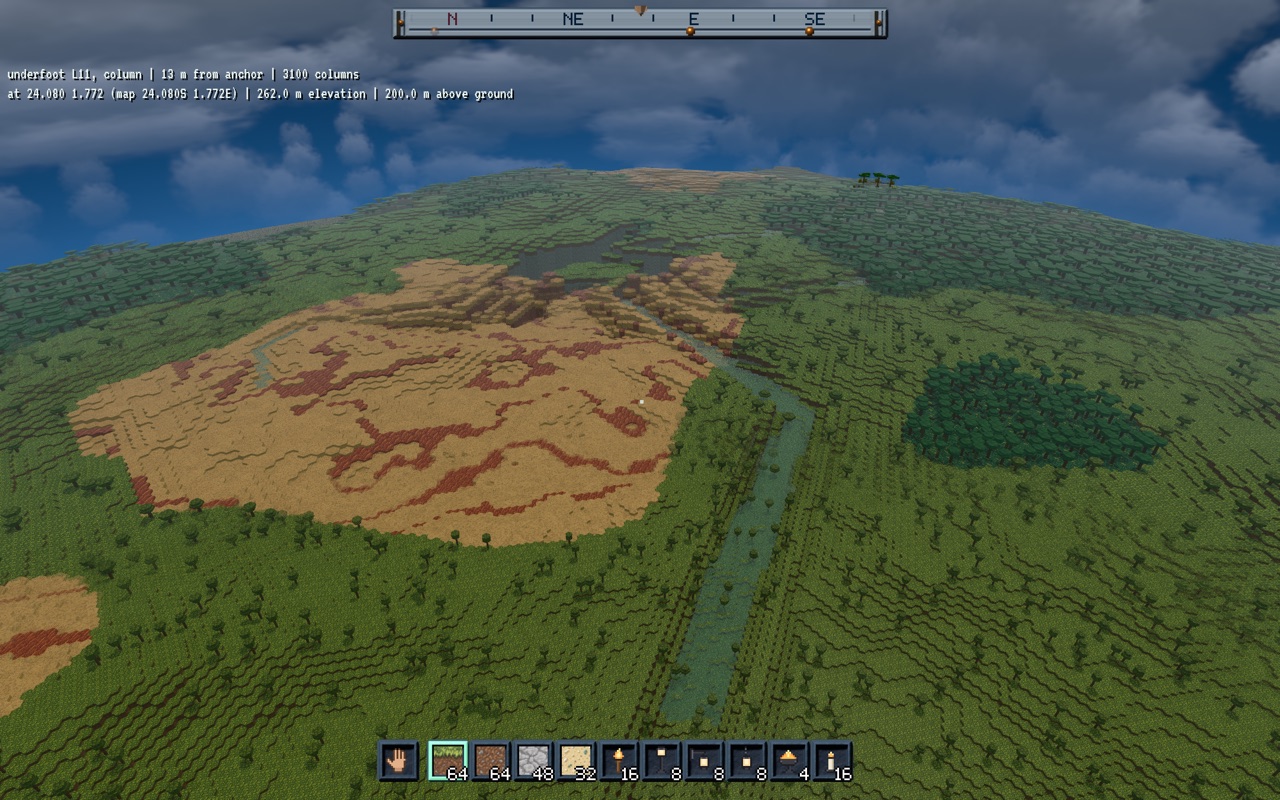 N NE E SE
underfoot L11, column | 13 m from anchor | 3100 columns
at 24.080 1.772 (map 24.080S 1.772E) | 262.0 m elevation | 200.0 m above ground
64 64 48 32 16 8 8 8 4 16